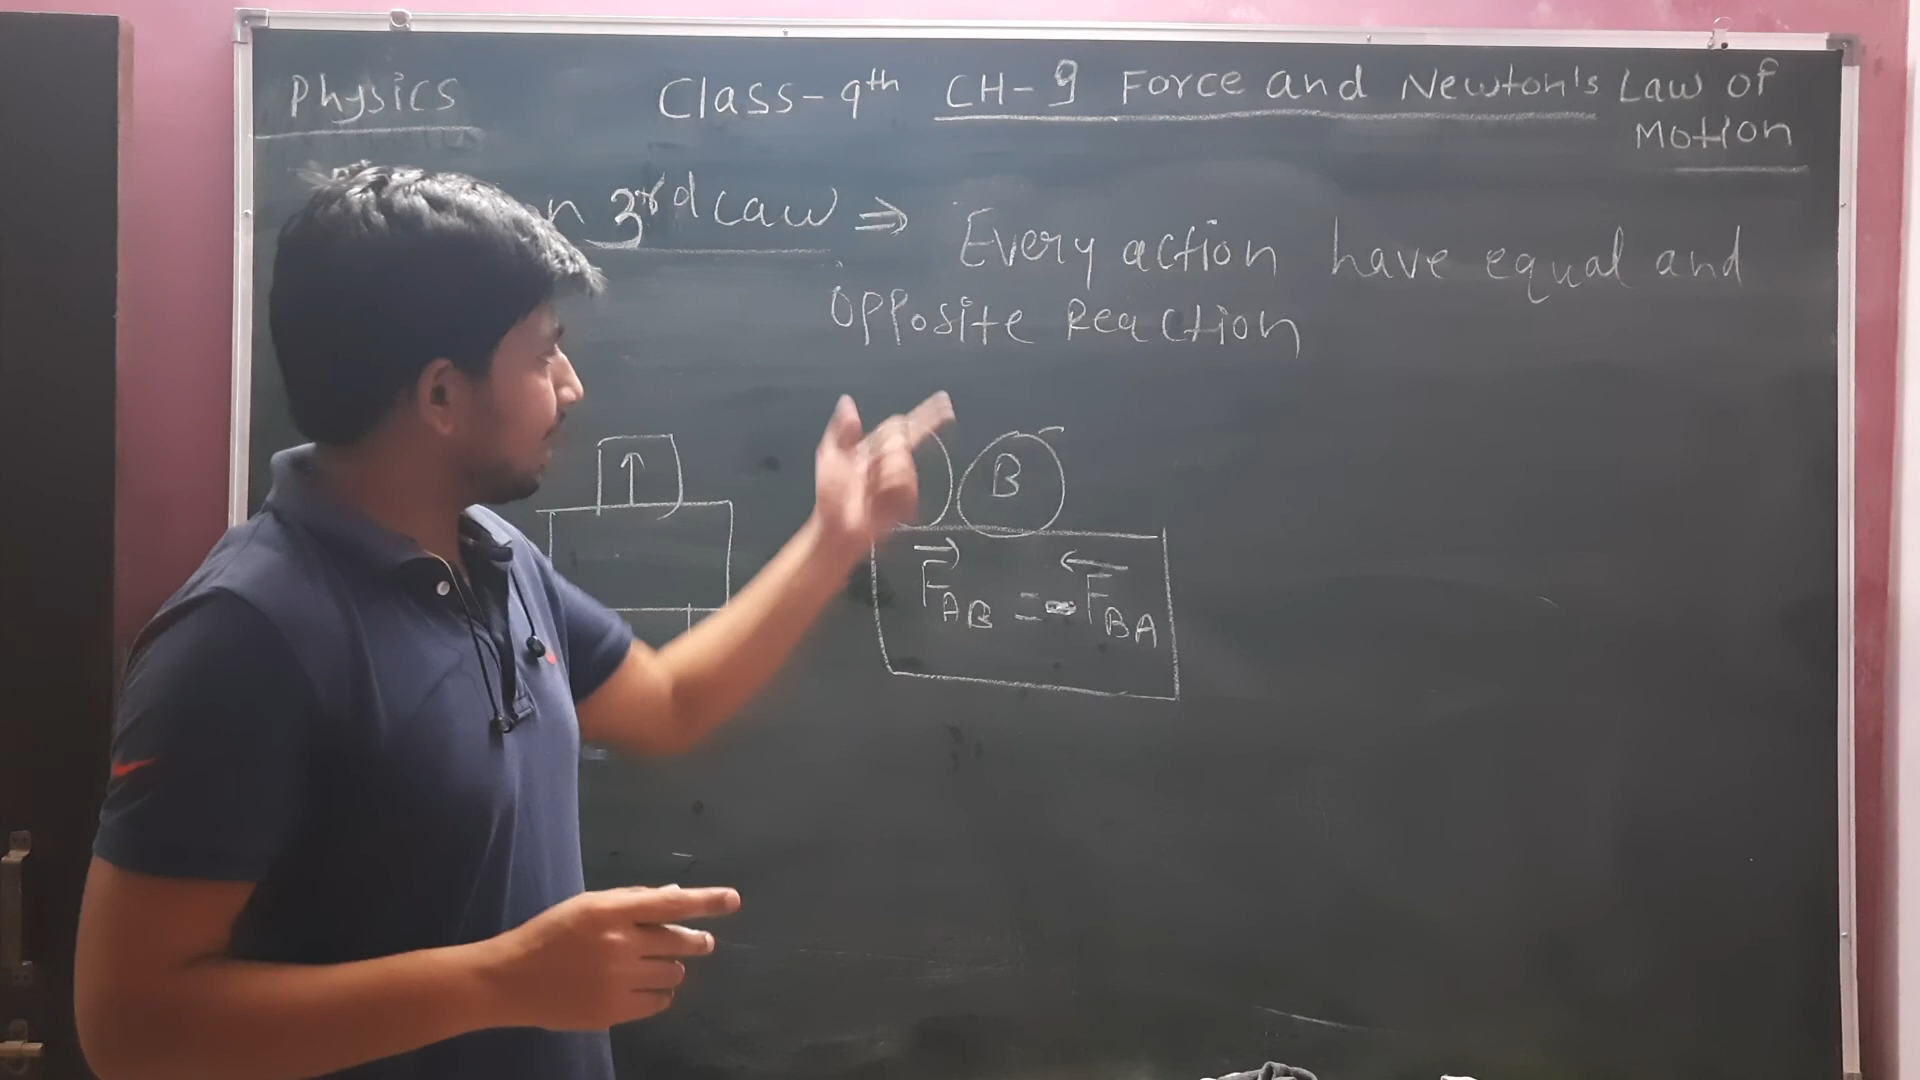 Physics Class-9th CH-9 Force and Newton's Law of
Motion
n 3rd Law ⇒ Every action have equal and
opposite Reaction
B
F⃗AB = -F⃖BA